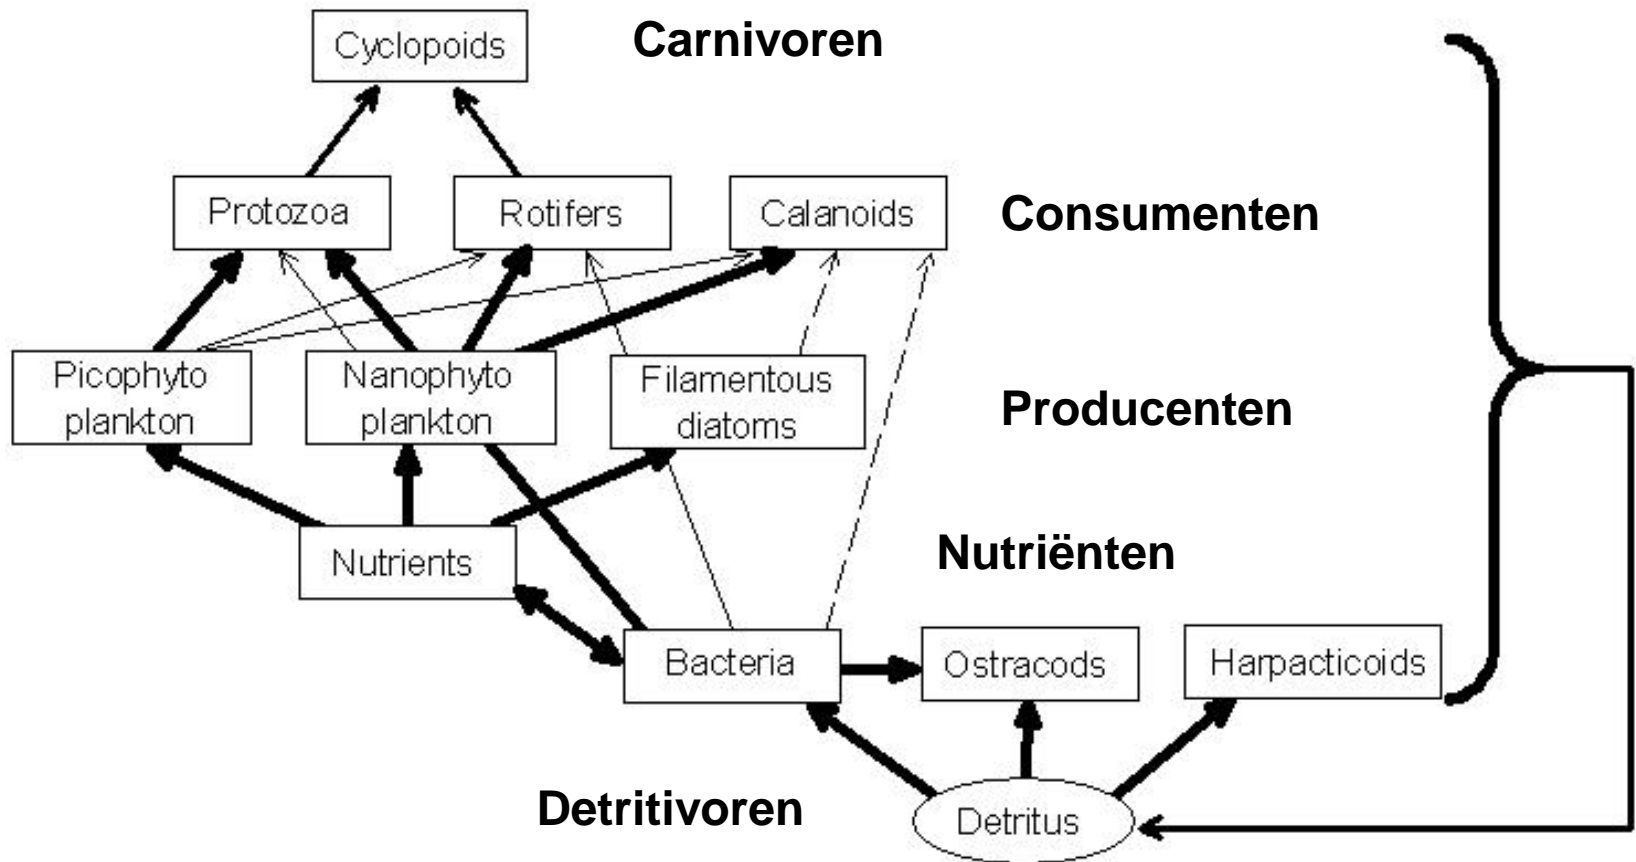 Cyclopoids
Carnivoren
Protozoa
Rotifers
Calanoids
Consumenten
Picophyto
plankton
Nanophyto
plankton
Filamentous
diatoms
Producenten
Nutrients
Nutriënten
Bacteria
Ostracods
Harpacticoids
Detritivoren
Detritus